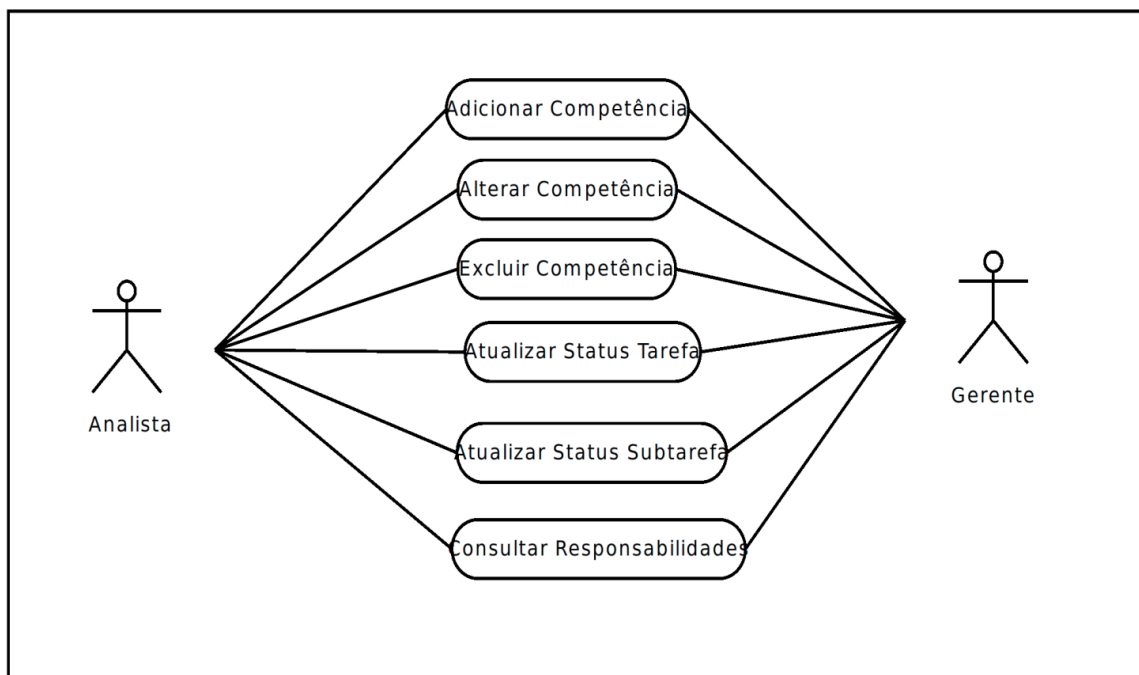 Adicionar Competência
Alterar Competência
Excluir Competência
Atualizar Status Tarefa
Analista
Gerente
Atualizar Status Subtarefa
Consultar Responsabilidades